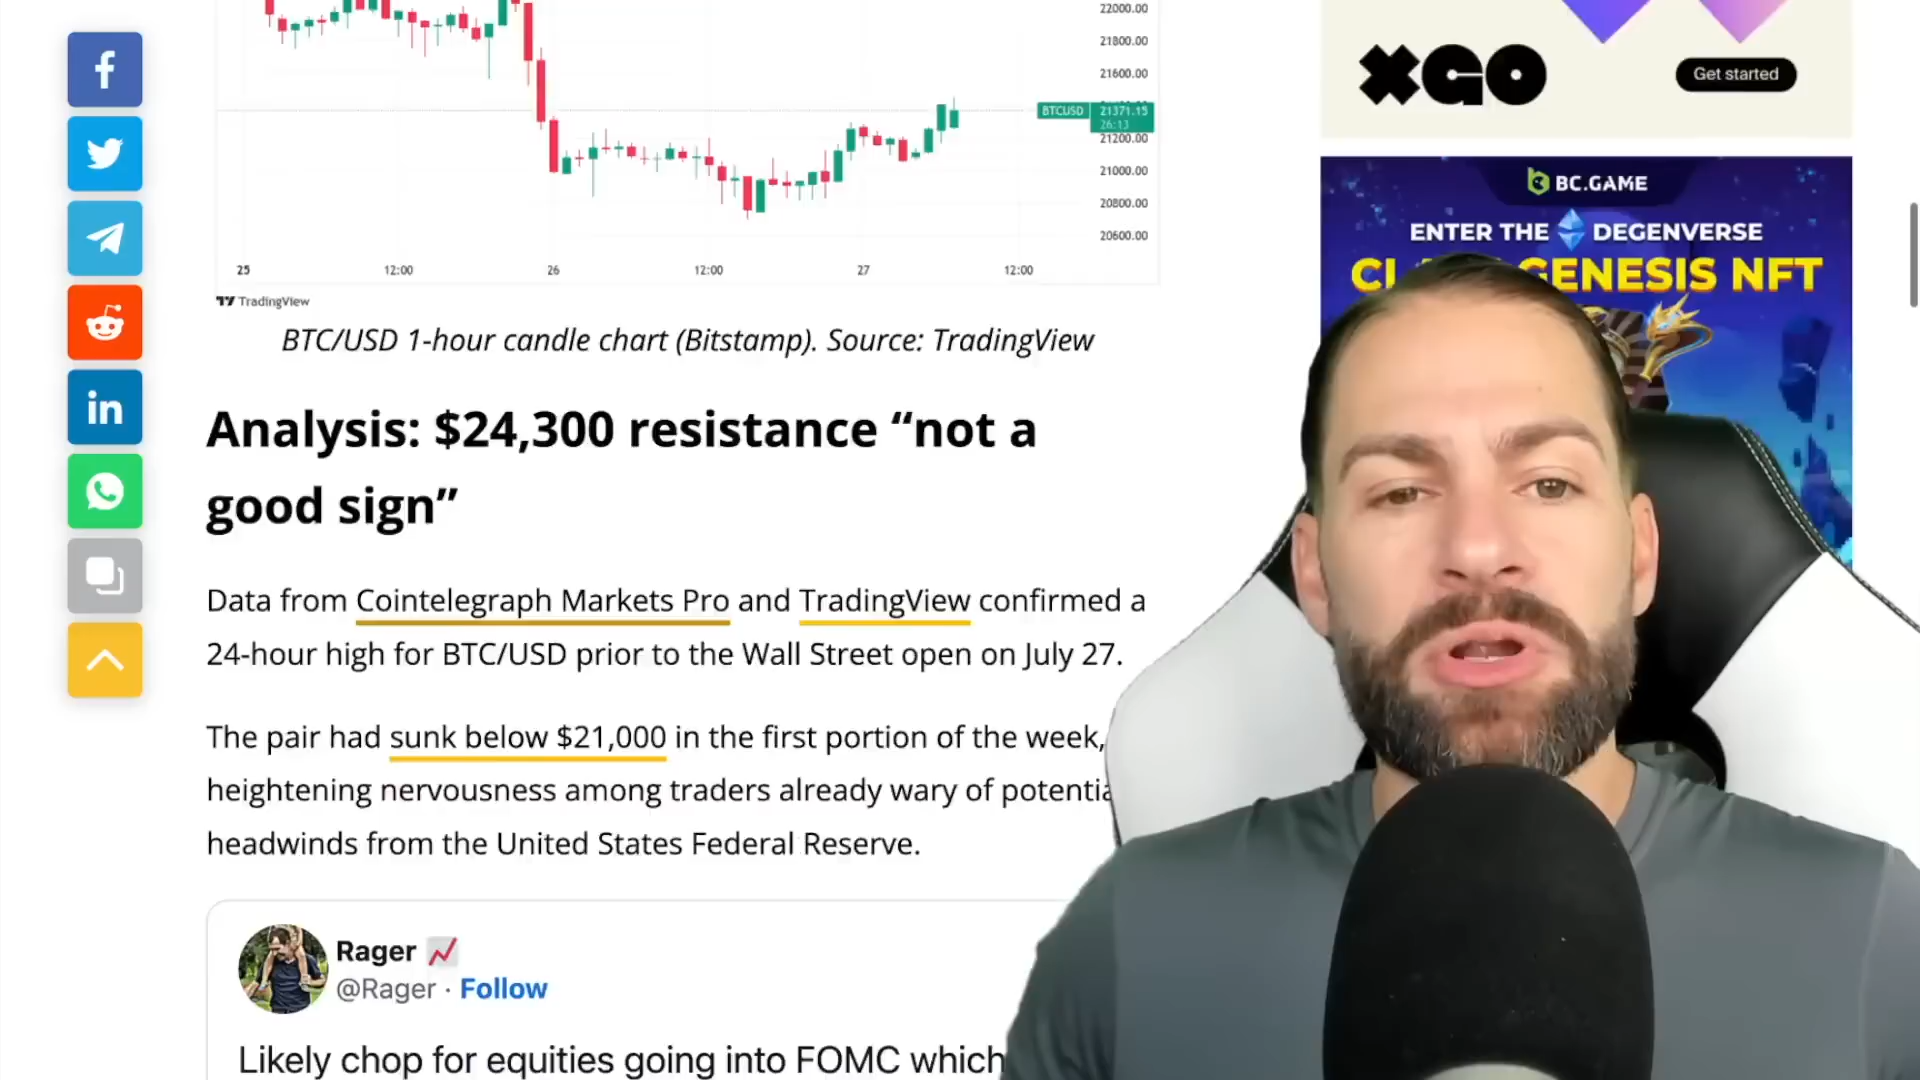 22000.00
21800.00
21600.00
BTCUSD 21371.15
26:13
21200.00
21000.00
20800.00
20600.00
25 12:00 26 12:00 27 12:00
TradingView
BTC/USD 1-hour candle chart (Bitstamp). Source: TradingView
Analysis: $24,300 resistance “not a
good sign”
Data from Cointelegraph Markets Pro and TradingView confirmed a
24-hour high for BTC/USD prior to the Wall Street open on July 27.
The pair had sunk below $21,000 in the first portion of the week,
heightening nervousness among traders already wary of
headwinds from the United States Federal Reserve.
Rager
@Rager · Follow
Likely chop for equities going into FOMC which
XGO
Get started
BC.GAME
ENTER THE DEGENVERSE
GENESIS NFT
f
in